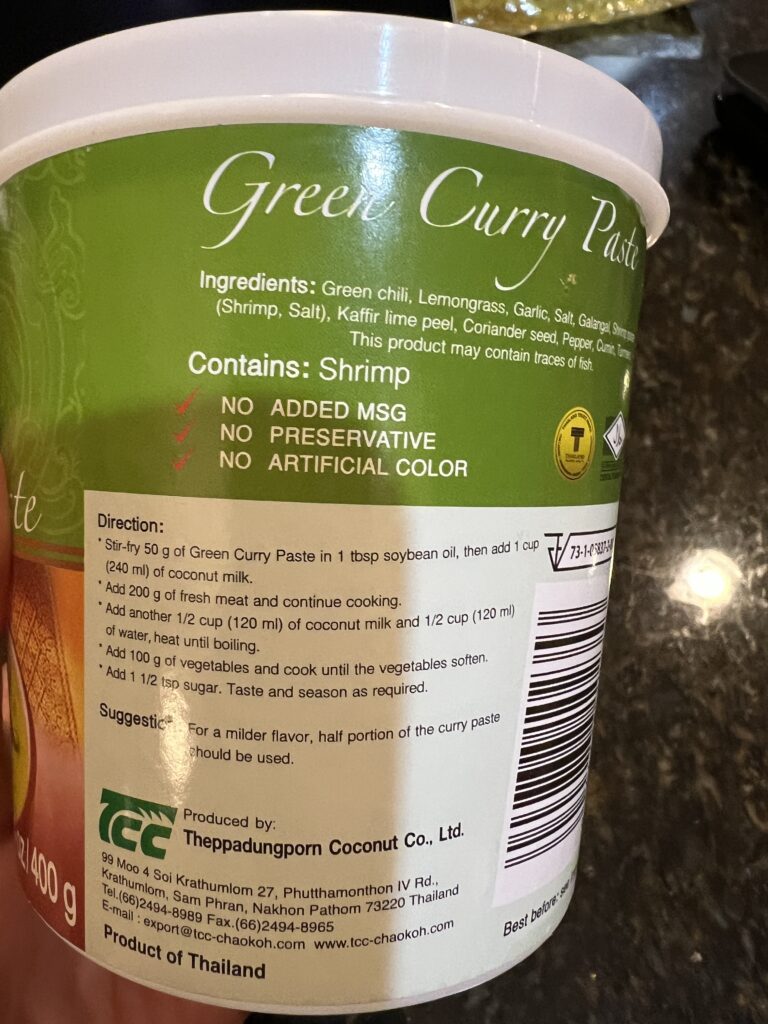 Green Curry Paste
Ingredients: Green chili, Lemongrass, Garlic, Salt, Galangal, Shrimp
(Shrimp, Salt), Kaffir lime peel, Coriander seed, Pepper, Cumin,
This product may contain traces of fish.
Contains: Shrimp
NO ADDED MSG
NO PRESERVATIVE
NO ARTIFICIAL COLOR
T
te
Direction:
* Stir-fry 50 g of Green Curry Paste in 1 tbsp soybean oil, then add 1 cup
(240 ml) of coconut milk.
* Add 200 g of fresh meat and continue cooking.
* Add another 1/2 cup (120 ml) of coconut milk and 1/2 cup (120 ml)
of water, heat until boiling.
* Add 100 g of vegetables and cook until the vegetables soften.
* Add 1 1/2 tsp sugar. Taste and season as required.
For a milder flavor, half portion of the curry paste
should be used.
TCC
Produced by:
Theppadungporn Coconut Co., Ltd.
99 Moo 4 Soi Krathumlom 27, Phutthamonthon IV Rd.,
Krathumlom, Sam Phran, Nakhon Pathom 73220 Thailand
Tel.(66)2494-8989 Fax.(66)2494-8965
E-mail : export@tcc-chaokoh.com www.tcc-chaokoh.com
Product of Thailand
oz/400 g
Best before: see